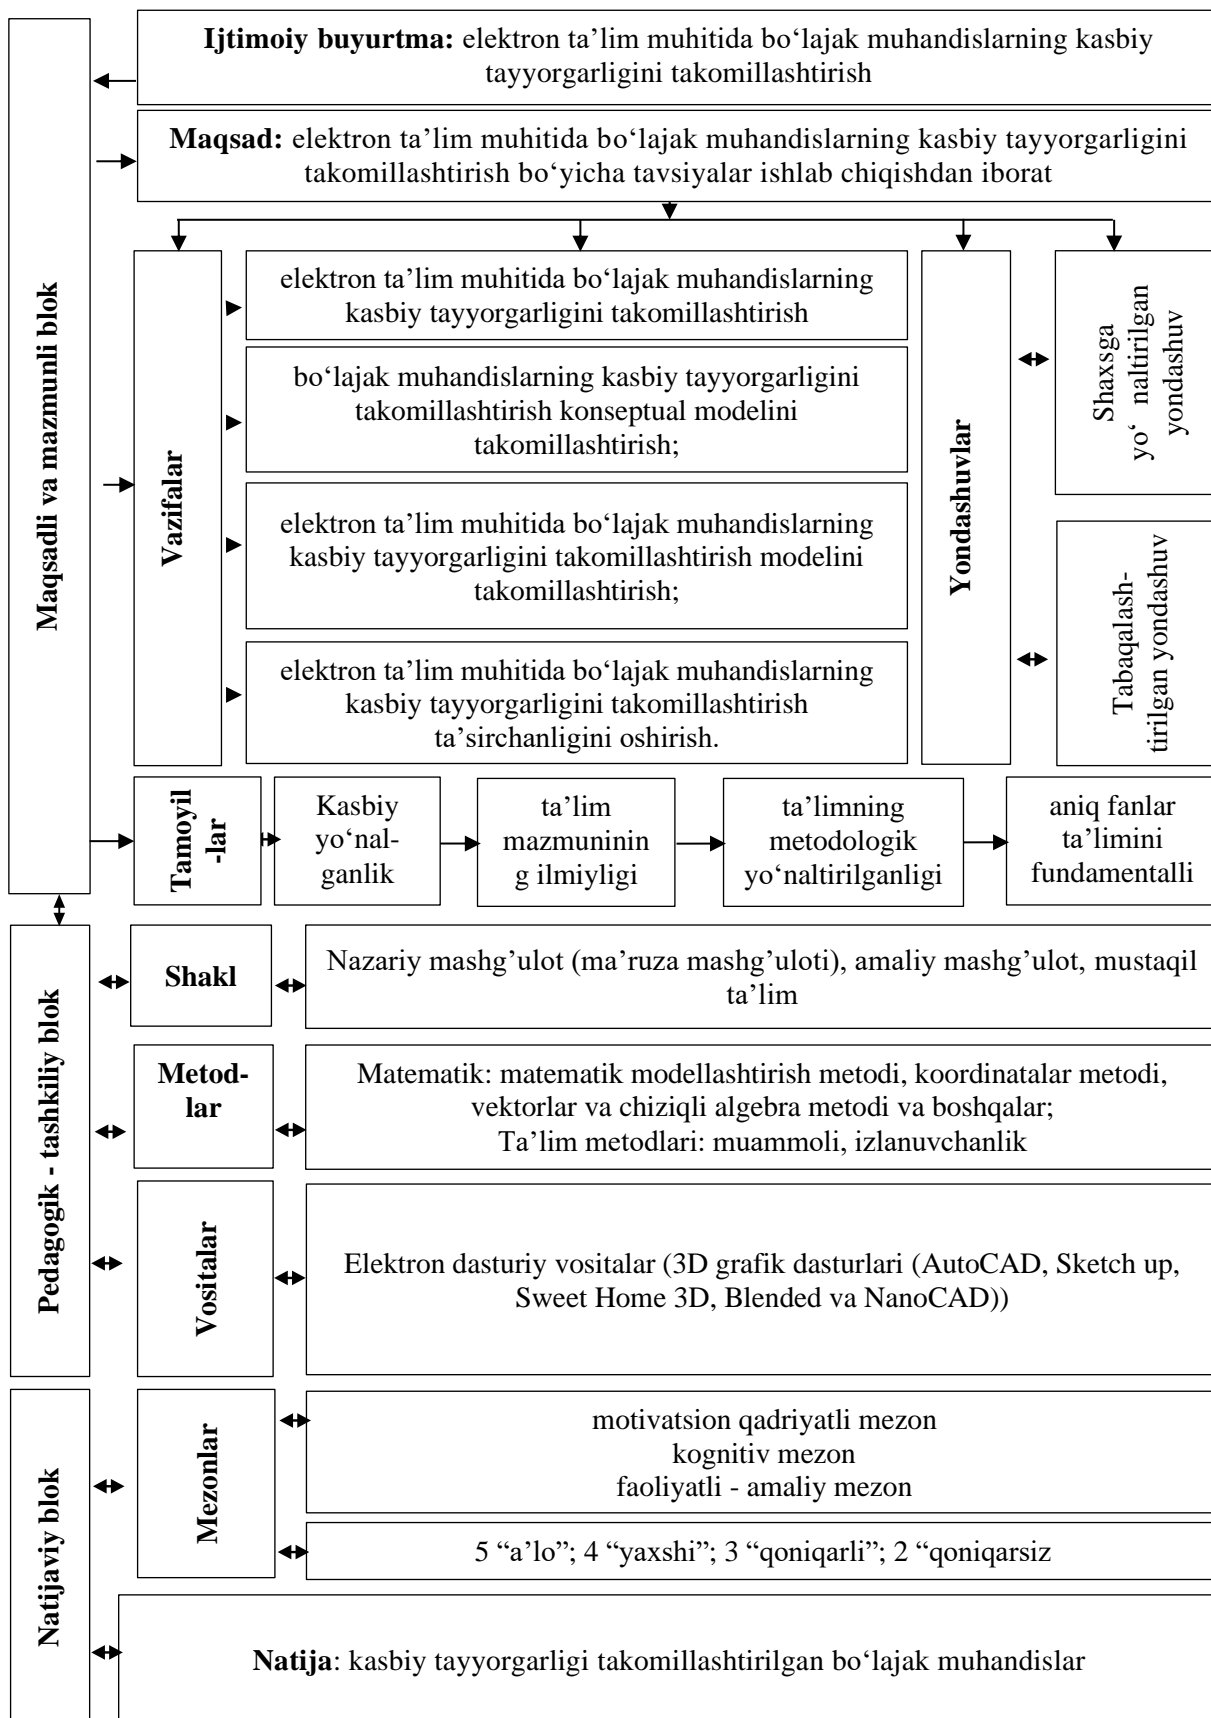 Ijtimoiy buyurtma: elektron ta’lim muhitida bo‘lajak muhandislarning kasbiy
tayyorgarligini takomillashtirish
Maqsadli va mazmunli blok
Maqsad: elektron ta’lim muhitida bo‘lajak muhandislarning kasbiy tayyorgarligini
takomillashtirish bo‘yicha tavsiyalar ishlab chiqishdan iborat
Vazifalar
elektron ta’lim muhitida bo‘lajak muhandislarning
kasbiy tayyorgarligini takomillashtirish
bo‘lajak muhandislarning kasbiy tayyorgarligini
takomillashtirish konseptual modelini
takomillashtirish;
elektron ta’lim muhitida bo‘lajak muhandislarning
kasbiy tayyorgarligini takomillashtirish modelini
takomillashtirish;
elektron ta’lim muhitida bo‘lajak muhandislarning
kasbiy tayyorgarligini takomillashtirish
ta’sirchanligini oshirish.
Yondashuvlar
Shaxsga
yo‘ naltirilgan
yondashuv
Tabaqalash-
tirilgan yondashuv
Tamoyil
-lar
Kasbiy
yo‘nal-
ganlik
ta’lim
mazmuninin
g ilmiyligi
ta’limning
metodologik
yo‘naltirilganligi
aniq fanlar
ta’limini
fundamentalli
Pedagogik - tashkiliy blok
Shakl
Nazariy mashg’ulot (ma’ruza mashg’uloti), amaliy mashg’ulot, mustaqil
ta’lim
Metod-
lar
Matematik: matematik modellashtirish metodi, koordinatalar metodi,
vektorlar va chiziqli algebra metodi va boshqalar;
Ta’lim metodlari: muammoli, izlanuvchanlik
Vositalar
Elektron dasturiy vositalar (3D grafik dasturlari (AutoCAD, Sketch up,
Sweet Home 3D, Blended va NanoCAD))
Natijaviy blok
Mezonlar
motivatsion qadriyatli mezon
kognitiv mezon
faoliyatli - amaliy mezon
5 “a’lo”; 4 “yaxshi”; 3 “qoniqarli”; 2 “qoniqarsiz
Natija: kasbiy tayyorgarligi takomillashtirilgan bo‘lajak muhandislar